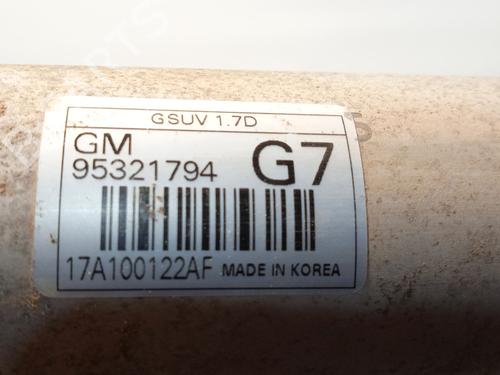 GSUV 1.7D
GM
95321794 G7
17A100122AF MADE IN KOREA